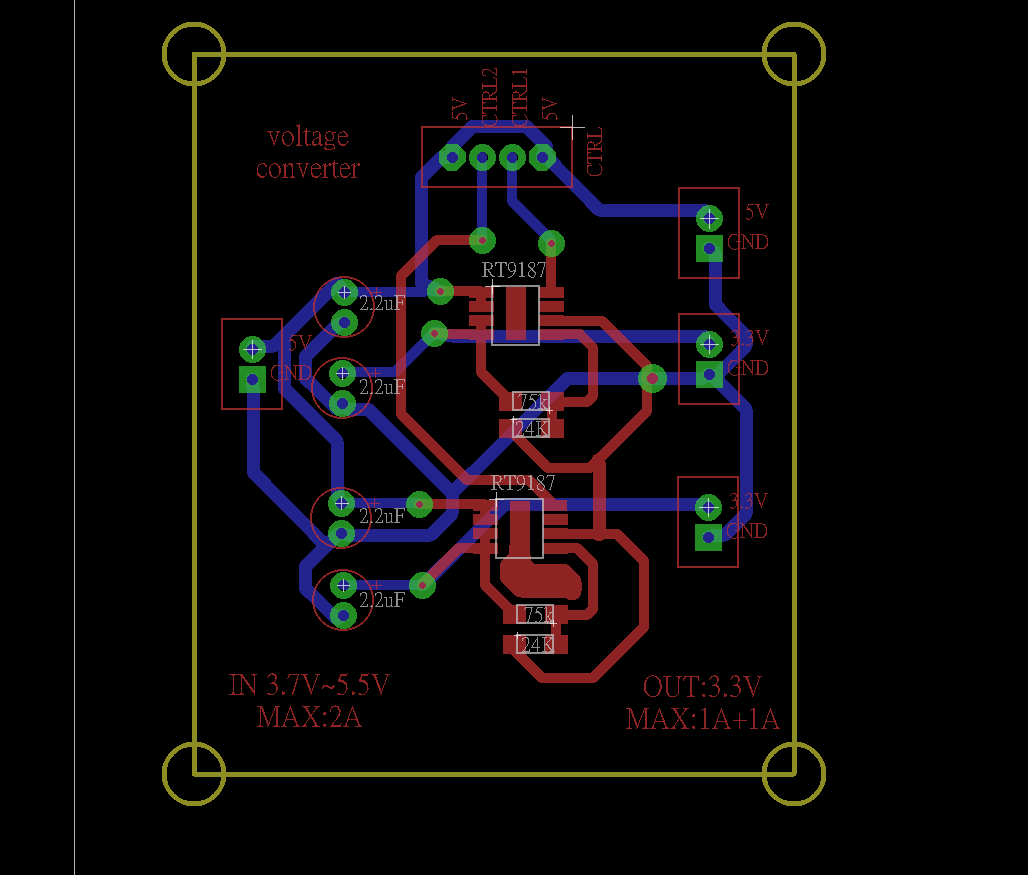 5V
CTRL2
CTRL1
5V
CTRL
voltage
converter
5V
GND
RT9187
2.2uF
5V
GND
3.3V
GND
2.2uF
75k
24K
RT9187
3.3V
GND
2.2uF
2.2uF
75k
24K
IN 3.7V~5.5V
MAX:2A
OUT:3.3V
MAX:1A+1A